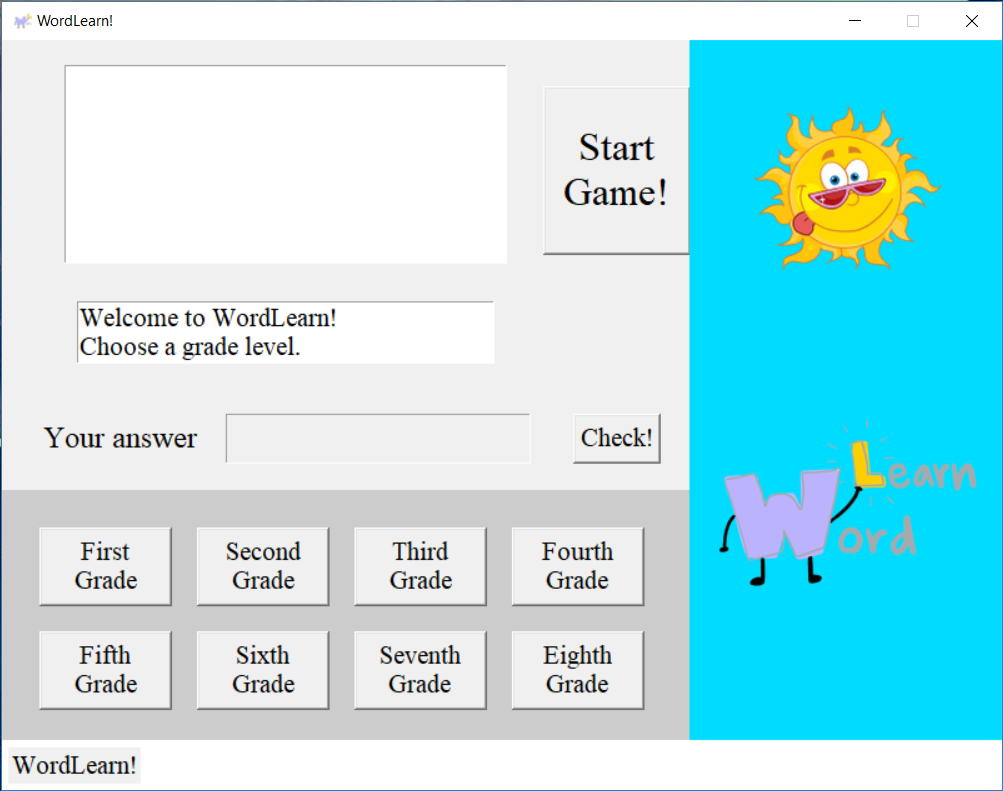 WordLearn!
Start
Game!
Welcome to WordLearn!
Choose a grade level.
Your answer
Check!
Learn
Word
First
Grade
Second
Grade
Third
Grade
Fourth
Grade
Fifth
Grade
Sixth
Grade
Seventh
Grade
Eighth
Grade
WordLearn!